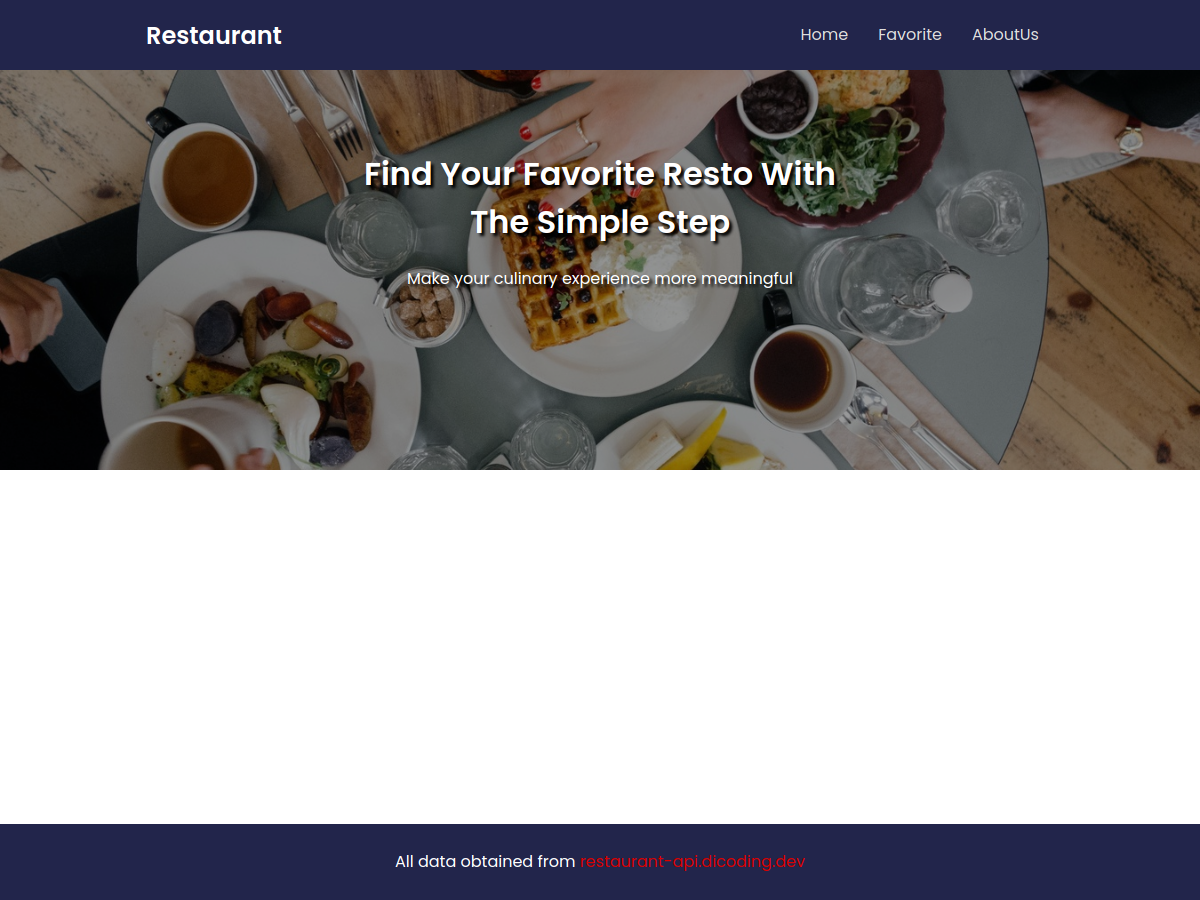 Restaurant
Home
Favorite
AboutUs
Find Your Favorite Resto With
The Simple Step
Make your culinary experience more meaningful
All data obtained from restaurant-api.dicoding.dev